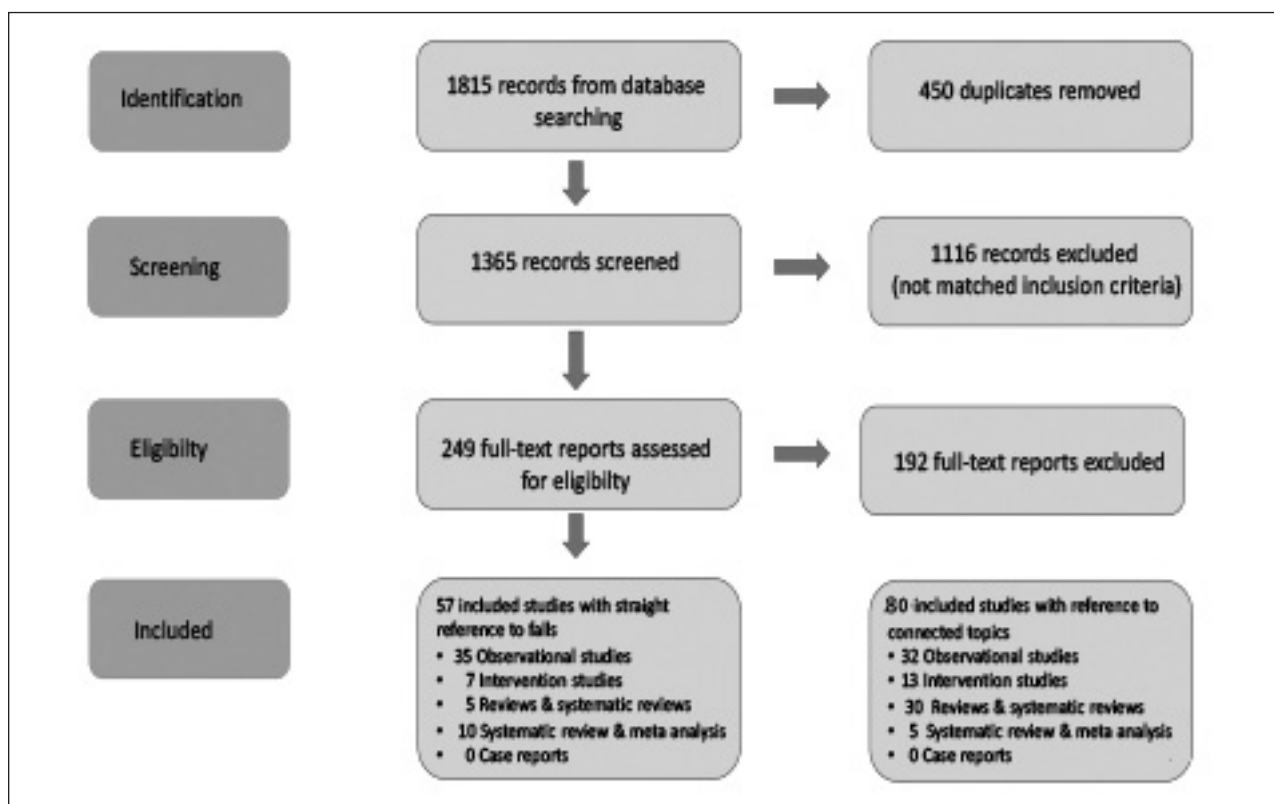 Identification
1815 records from database
searching
450 duplicates removed
Screening
1365 records screened
1116 records excluded
(not matched inclusion criteria)
Eligibilty
249 full-text reports assessed
for eligibilty
192 full-text reports excluded
Included
57 included studies with straight
reference to falls
• 35 Observational studies
• 7 Intervention studies
• 5 Reviews & systematic reviews
• 10 Systematic review & meta analysis
• 0 Case reports
80 included studies with reference to
connected topics
• 32 Observational studies
• 13 Intervention studies
• 30 Reviews & systematic reviews
• 5 Systematic review & meta analysis
• 0 Case reports